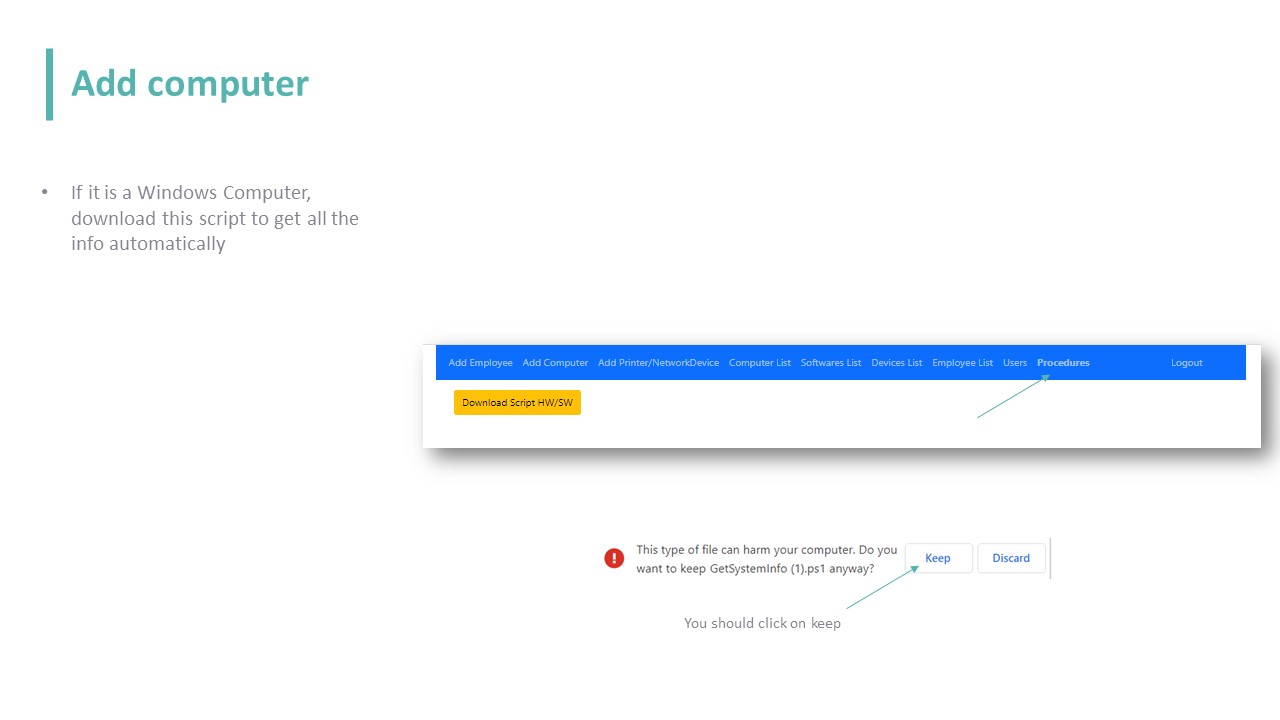 Add computer
• If it is a Windows Computer,
download this script to get all the
info automatically
Add Employee Add Computer Add Printer/NetworkDevice Computer List Softwares List Devices List Employee List Users Procedures Logout
Download Script HW/SW
This type of file can harm your computer. Do you
want to keep GetSystemInfo (1).ps1 anyway?
Keep Discard
You should click on keep